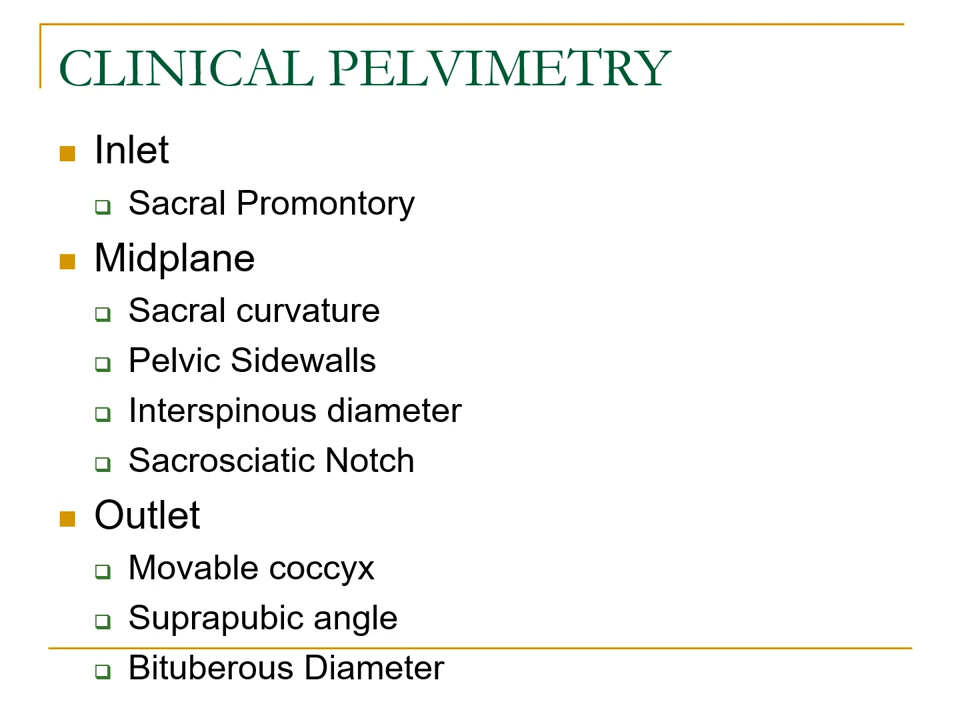 CLINICAL PELVIMETRY
Inlet
Sacral Promontory
Midplane
Sacral curvature
Pelvic Sidewalls
Interspinous diameter
Sacrosciatic Notch
Outlet
Movable coccyx
Suprapubic angle
Bituberous Diameter